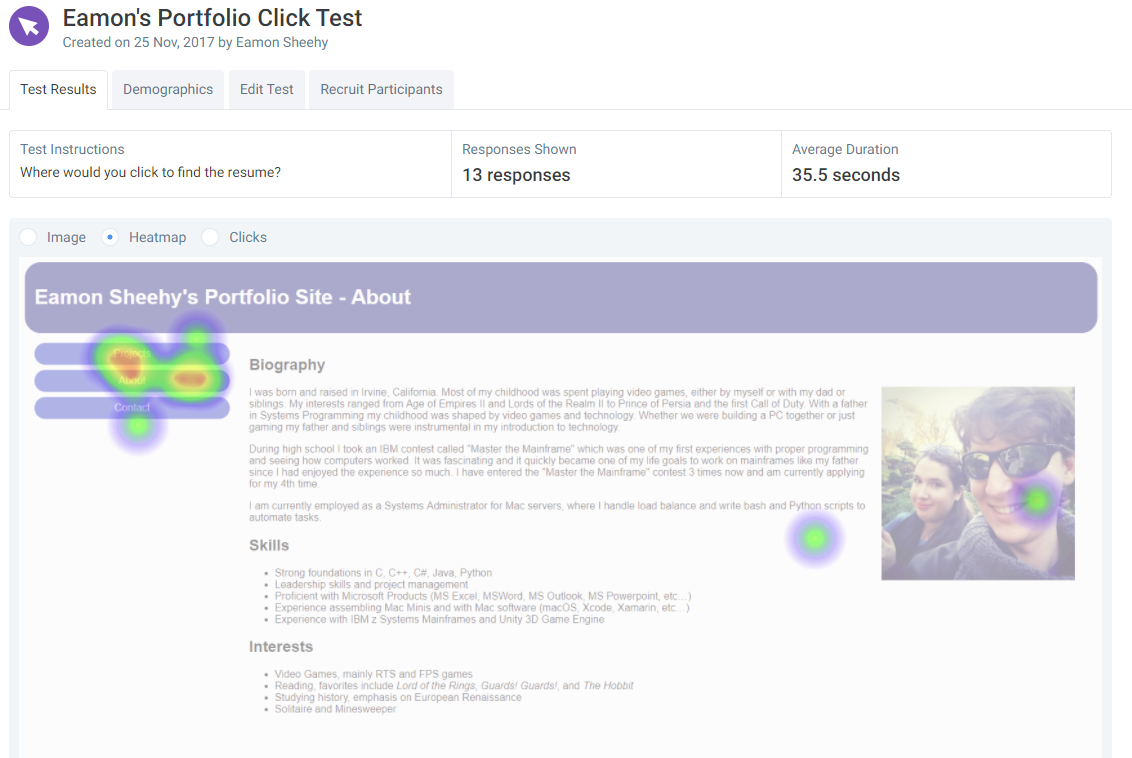 Eamon's Portfolio Click Test
Created on 25 Nov, 2017 by Eamon Sheehy
Test Results
Demographics
Edit Test
Recruit Participants
Test Instructions
Where would you click to find the resume?
Responses Shown
13 responses
Average Duration
35.5 seconds
Image
Heatmap
Clicks
Eamon Sheehy's Portfolio Site - About
Projects
About
Contact
Biography
I was born and raised in Irvine, California. Most of my childhood was spent playing video games, either by myself or with my dad or
siblings. My interests ranged from Age of Empires II and Lords of the Realm II to Prince of Persia and the first Call of Duty. With a father
in Systems Programming my childhood was shaped by video games and technology. Whether we were building a PC together or just
gaming my father and siblings were instrumental in my introduction to technology.
During high school I took an IBM contest called "Master the Mainframe" which was one of my first experiences with proper programming
and seeing how computers worked. It was fascinating and it quickly became one of my life goals to work on mainframes like my father
since I had enjoyed the experience so much. I have entered the "Master the Mainframe" contest 3 times now and am currently applying
for my 4th time.
I am currently employed as a Systems Administrator for Mac servers, where I handle load balance and write bash and Python scripts to
automate tasks.
Skills
• Strong foundations in C, C++, C#, Java, Python
• Leadership skills and project management
• Proficient with Microsoft Products (MS Excel, MSWord, MS Outlook, MS Powerpoint, etc...)
• Experience assembling Mac Minis and with Mac software (macOS, Xcode, Xamarin, etc...)
• Experience with IBM z Systems Mainframes and Unity 3D Game Engine
Interests
• Video Games, mainly RTS and FPS games
• Reading, favorites include Lord of the Rings, Guards! Guards!, and The Hobbit
• Studying history, emphasis on European Renaissance
• Solitaire and Minesweeper